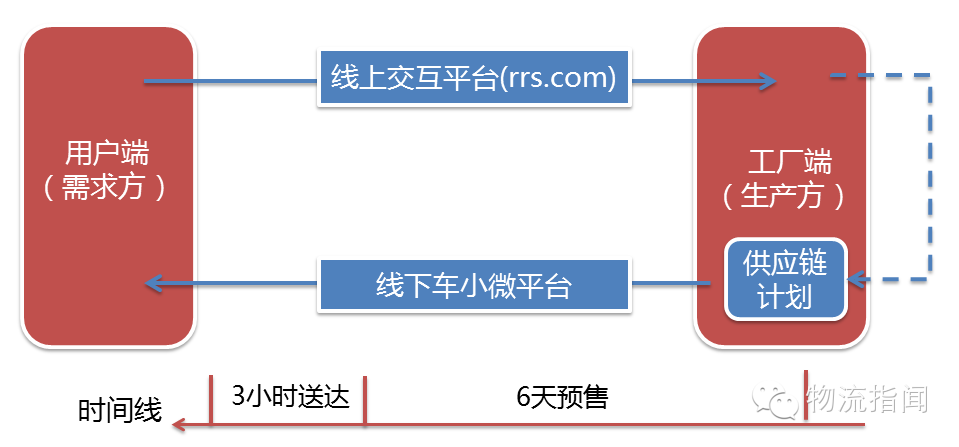 线上交互平台(rrs.com)
用户端
（需求方）
工厂端
（生产方）
供应链
计划
线下车小微平台
3小时送达
6天预售
时间线
物流指闻